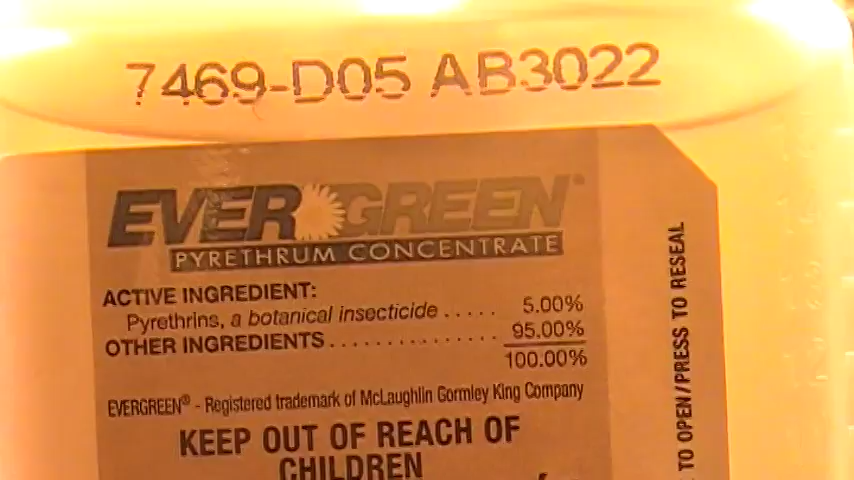 7469-D05 AB3022
EVERGREEN®
PYRETHRUM CONCENTRATE
ACTIVE INGREDIENT:
Pyrethrins, a botanical insecticide ..... 5.00%
OTHER INGREDIENTS ............... 95.00%
100.00%
EVERGREEN® - Registered trademark of McLaughlin Gormley King Company
KEEP OUT OF REACH OF
CHILDREN
TO OPEN/PRESS TO RESEAL